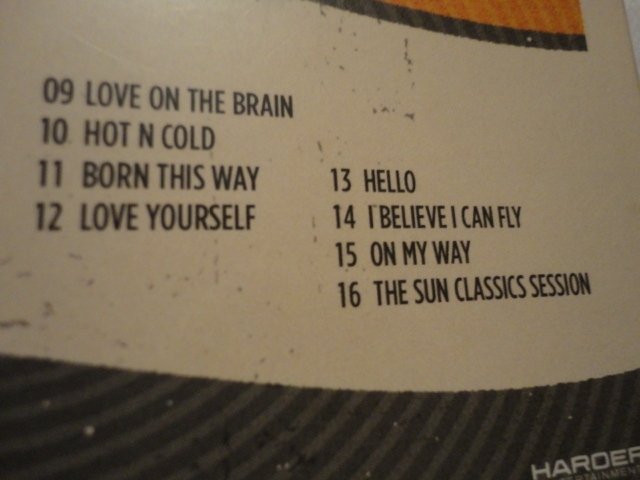 09 LOVE ON THE BRAIN
10 HOT N COLD
11 BORN THIS WAY
12 LOVE YOURSELF
13 HELLO
14 I BELIEVE I CAN FLY
15 ON MY WAY
16 THE SUN CLASSICS SESSION
HARDER